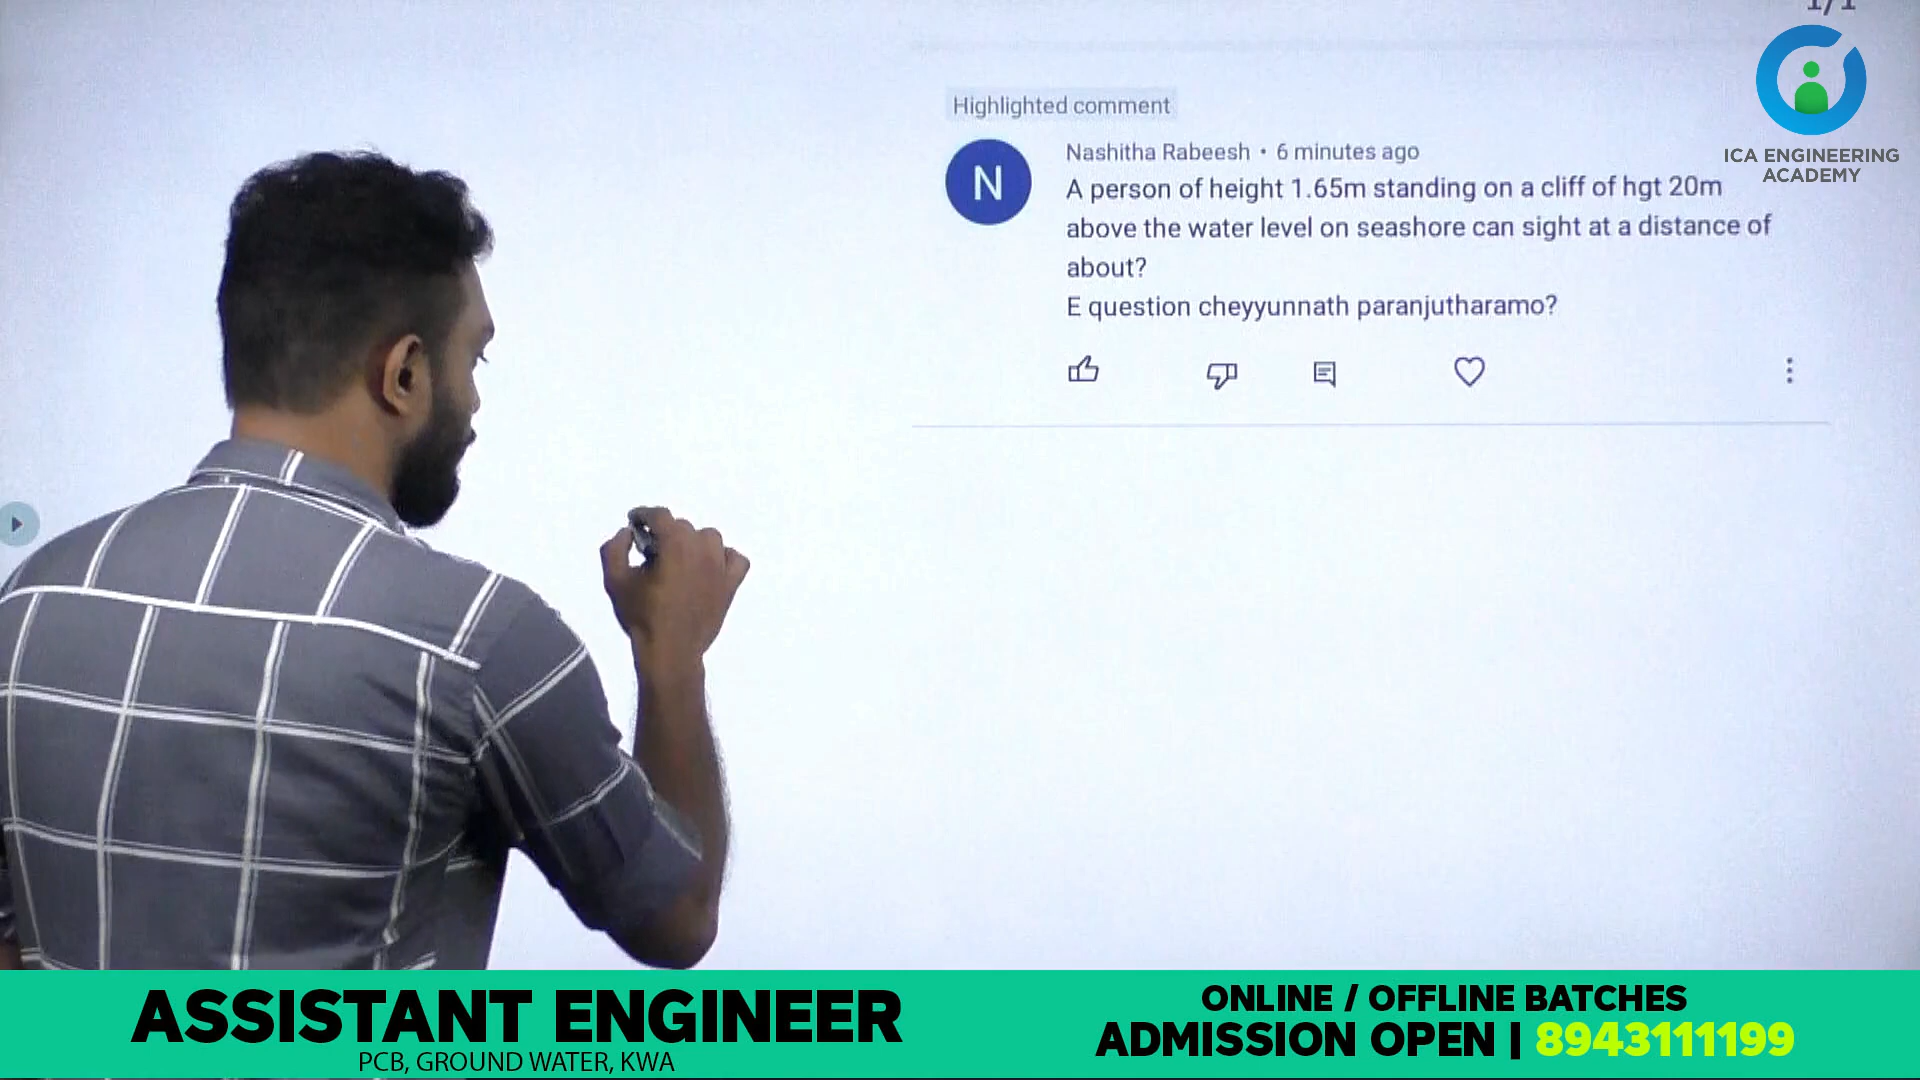 1/1
ICA ENGINEERING
ACADEMY
Highlighted comment
N
Nashitha Rabeesh • 6 minutes ago
A person of height 1.65m standing on a cliff of hgt 20m
above the water level on seashore can sight at a distance of
about?
E question cheyyunnath paranjutharamo?
ASSISTANT ENGINEER
PCB, GROUND WATER, KWA
ONLINE / OFFLINE BATCHES
ADMISSION OPEN | 8943111199